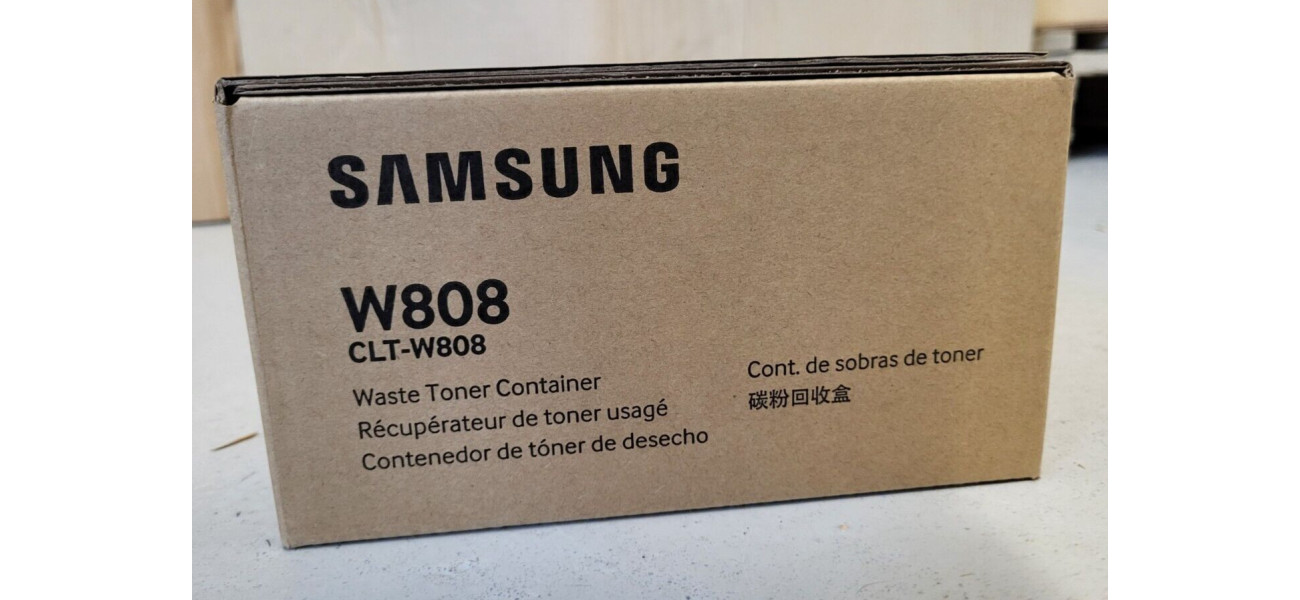 SAMSUNG
W808
CLT-W808
Waste Toner Container
Récupérateur de toner usagé
Contenedor de tóner de desecho
Cont. de sobras de toner
碳粉回收盒